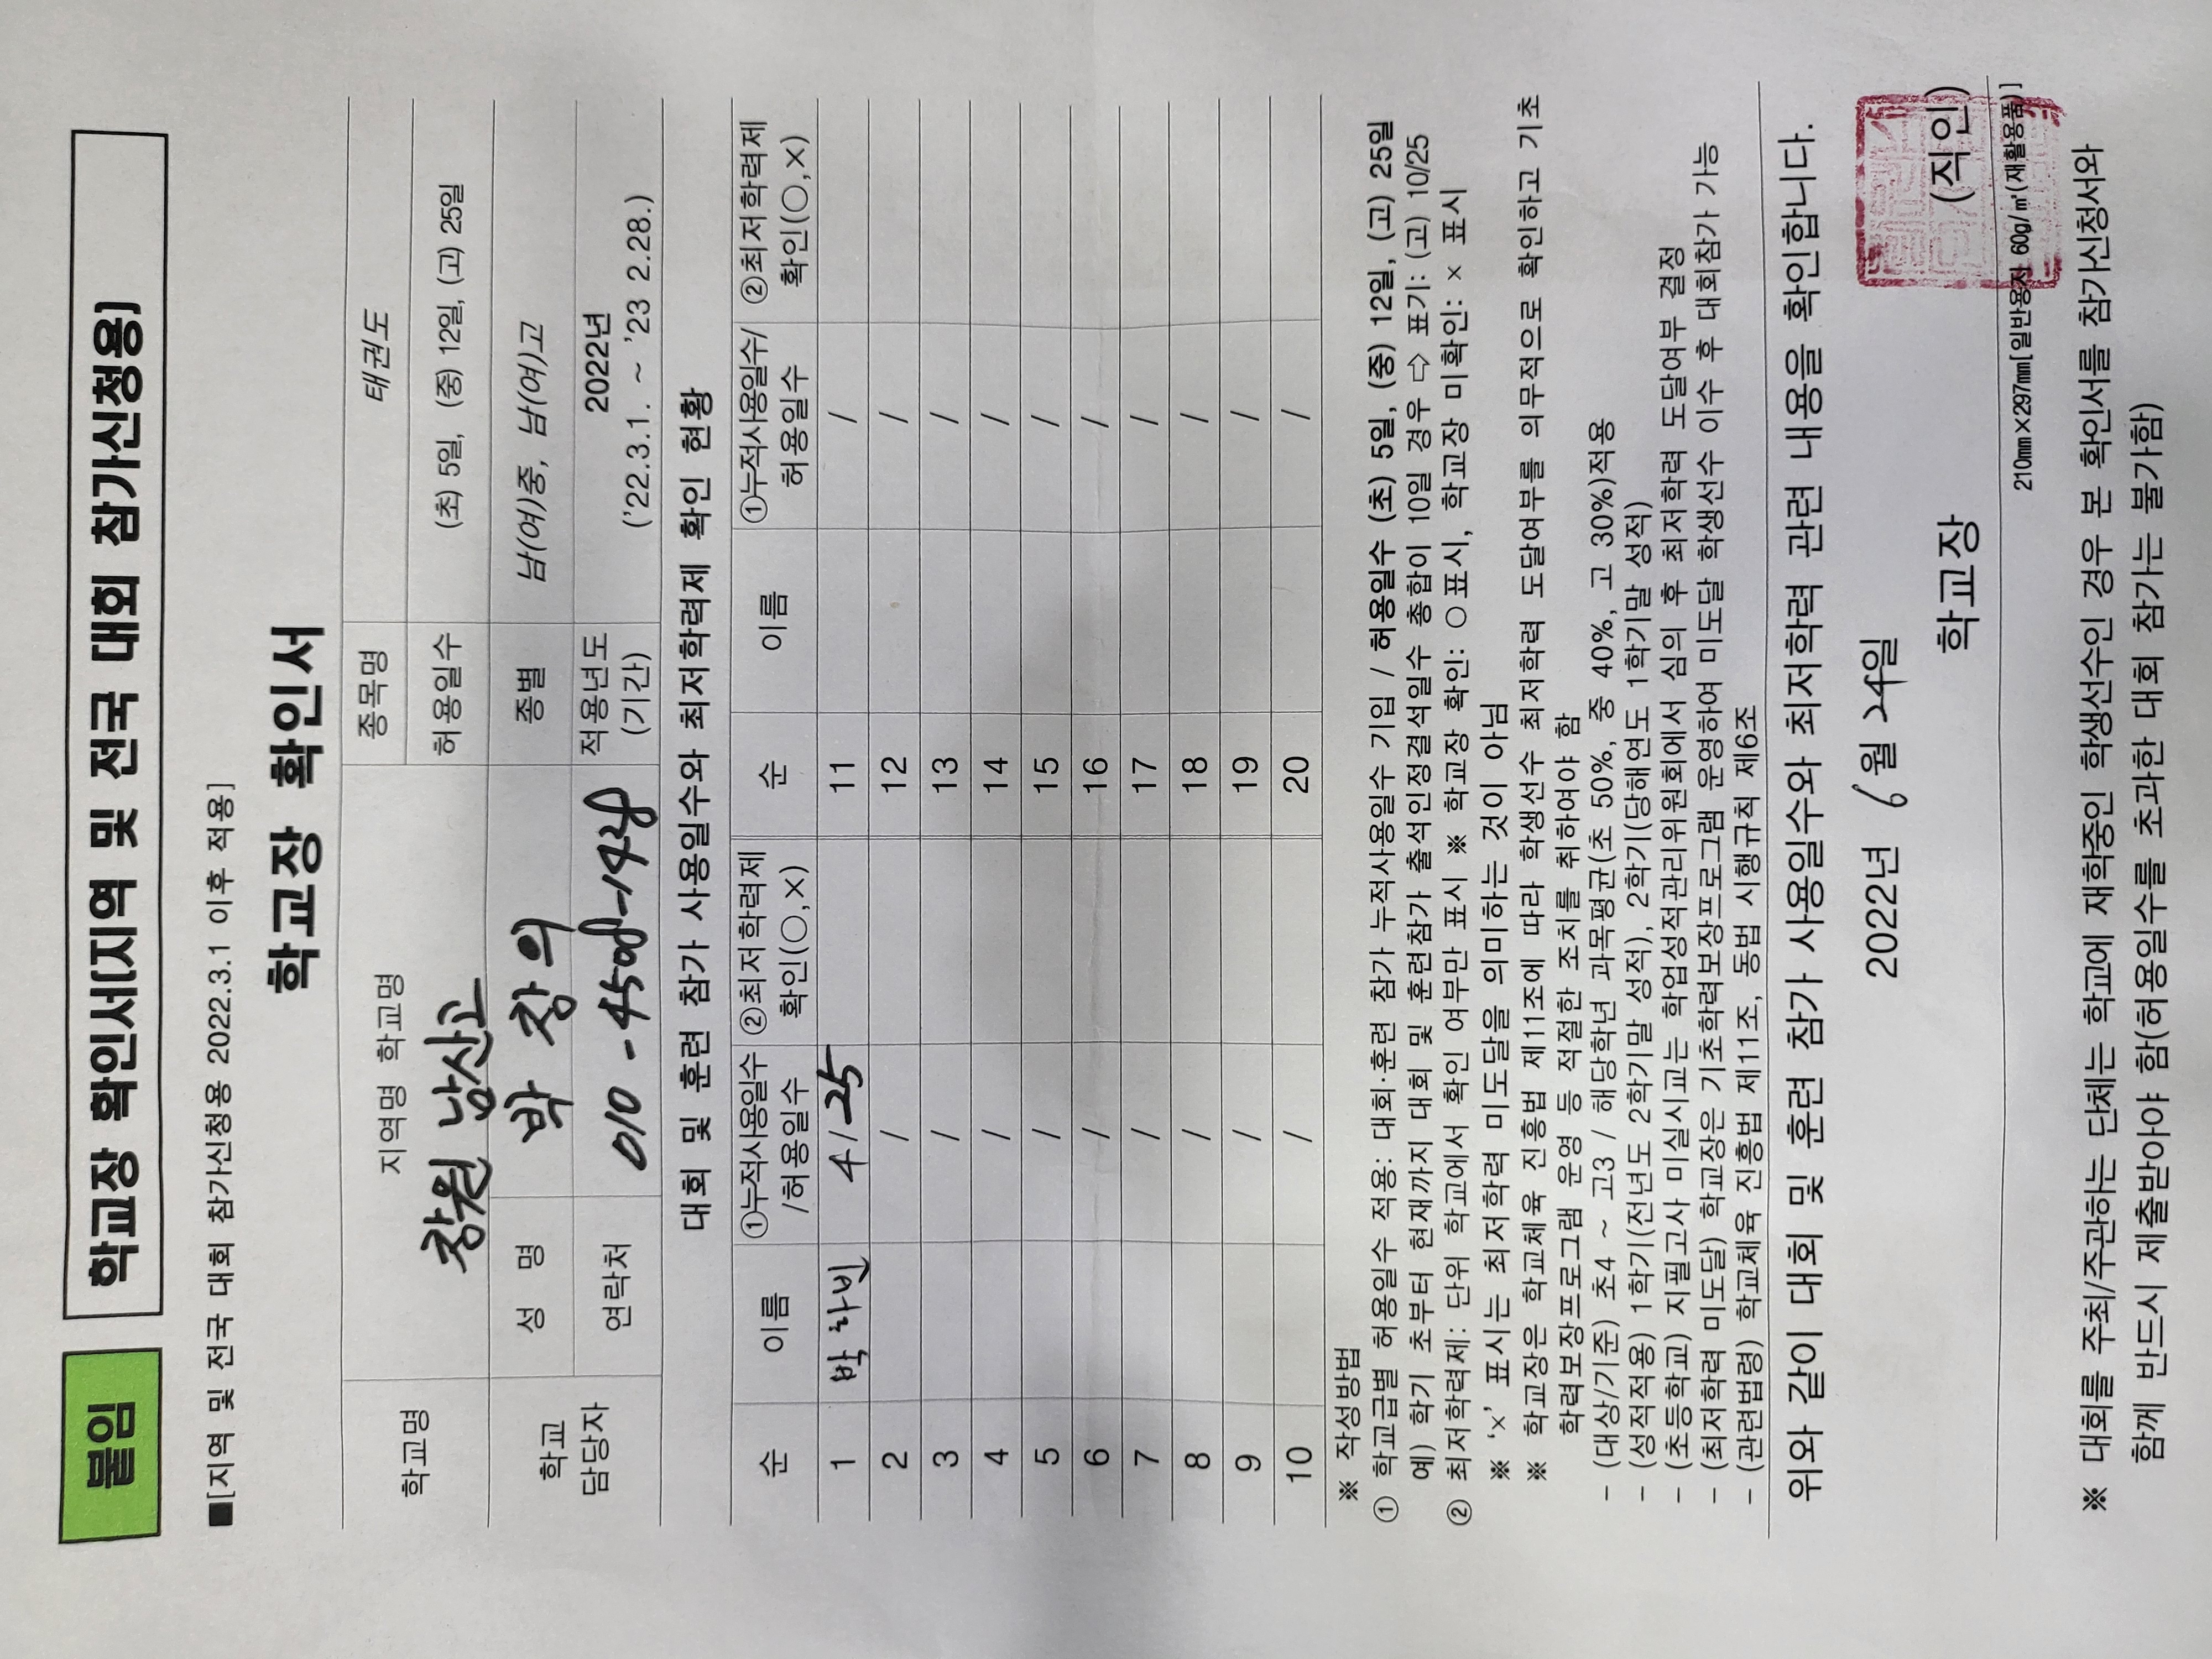 붙임 학교장 확인서(지역 및 전국 대회 참가신청용)
■[지역 및 전국 대회 참가신청용 2022.3.1 이후 적용]
학교장 확인서
학교명 지역명 학교명 종목명 태권도
창원 남산고 허용일수 (초) 5일, (중) 12일, (고) 25일
학교 담당자 성 명 박 창 의 종별 남(여)중, 남(여)고
연락처 010-4508-1428 적용년도 (기간) 2022년
('22.3.1. ~ '23 2.28.)
대회 및 훈련 참가 사용일수와 최저학력제 확인 현황
순 이름 ①누적사용일수/허용일수 ②최저학력제 확인(○,×) 순 이름 ①누적사용일수/허용일수 ②최저학력제 확인(○,×)
1 박하빈 4/25 11 /
2 / 12 /
3 / 13 /
4 / 14 /
5 / 15 /
6 / 16 /
7 / 17 /
8 / 18 /
9 / 19 /
10 / 20 /
※ 작성방법
① 학교급별 허용일수 적용: 대회·훈련 참가 누적사용일수 기입 / 허용일수 (초) 5일, (중) 12일, (고) 25일
예) 학기 초부터 현재까지 대회 및 훈련참가 출석인정결석일수 총합이 10일 경우 ⇨ 표기: (고) 10/25
② 최저학력제: 단위 학교에서 확인 여부만 표시 ※ 학교장 확인: ○표시, 학교장 미확인: × 표시
※ '×' 표시는 최저학력 미도달을 의미하는 것이 아님
※ 학교장은 학교체육 진흥법 제11조에 따라 학생선수 최저학력 도달여부를 의무적으로 확인하고 기초
학력보장프로그램 운영 등 적절한 조치를 취하여야 함
- (대상/기준) 초4 ~ 고3 / 해당학년 과목평균(초 50%, 중 40%, 고 30%)적용
- (성적적용) 1학기(전년도 2학기말 성적), 2학기(당해연도 1학기말 성적)
- (초등학교) 지필고사 미실시교는 학업성적관리위원회에서 심의 후 최저학력 도달여부 결정
- (최저학력 미도달) 학교장은 기초학력보장프로그램 운영하여 미도달 학생선수 이수 후 대회참가 가능
- (관련법령) 학교체육 진흥법 제11조, 동법 시행규칙 제6조
위와 같이 대회 및 훈련 참가 사용일수와 최저학력 관련 내용을 확인합니다.
2022년 6월 24일
학교장 (직인)
210㎜×297㎜[일반용지 60g/㎡(재활용품)]
※ 대회를 주최/주관하는 단체는 학교에 재학중인 학생선수인 경우 본 확인서를 참가신청서와
함께 반드시 제출받아야 함(허용일수를 초과한 대회 참가는 불가함)